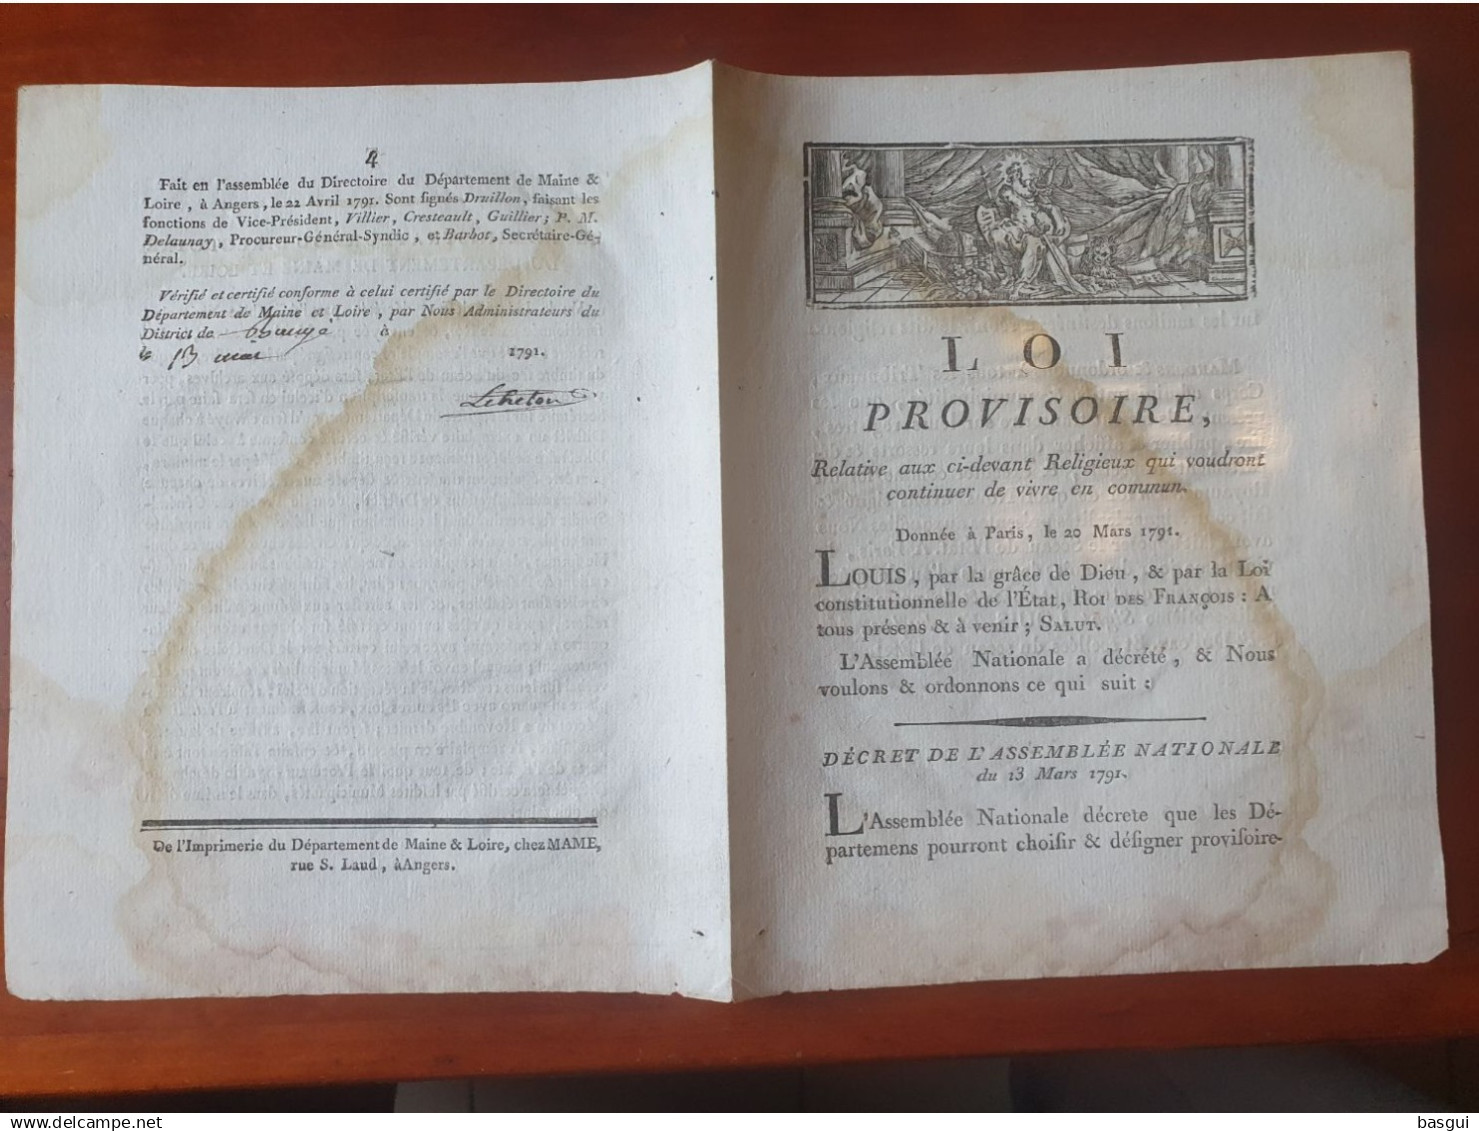 4
Fait en l'assemblée du Directoire du Département de Maine &
Loire, à Angers, le 22 Avril 1791. Sont ſignés Druillon, faisant les
fonctions de Vice-Président, Villier, Cresteault, Guillier; P. M.
Delaunay, Procureur-Général-Syndic, et Barbot, Secrétaire-Gé-
néral.
Vérifié et certifié conforme à celui certifié par le Directoire du
Département de Maine et Loire, par Nous Administrateurs du
District de à
le 1791.
De l'Imprimerie du Département de Maine & Loire, chez MAME,
rue S. Laud, à Angers.
LOI
PROVISOIRE,
Relative aux ci-devant Religieux qui voudront
continuer de vivre en commun.
Donnée à Paris, le 20 Mars 1791.
LOUIS, par la grâce de Dieu, & par la Loi
constitutionnelle de l'État, ROI DES FRANÇOIS : A
tous présens & à venir ; SALUT.
L'Assemblée Nationale a décrété, & Nous
voulons & ordonnons ce qui suit :
DÉCRET DE L'ASSEMBLÉE NATIONALE
du 13 Mars 1791.
L'Assemblée Nationale décrete que les Dé-
partemens pourront choiſir & déſigner proviſoire-
basgui